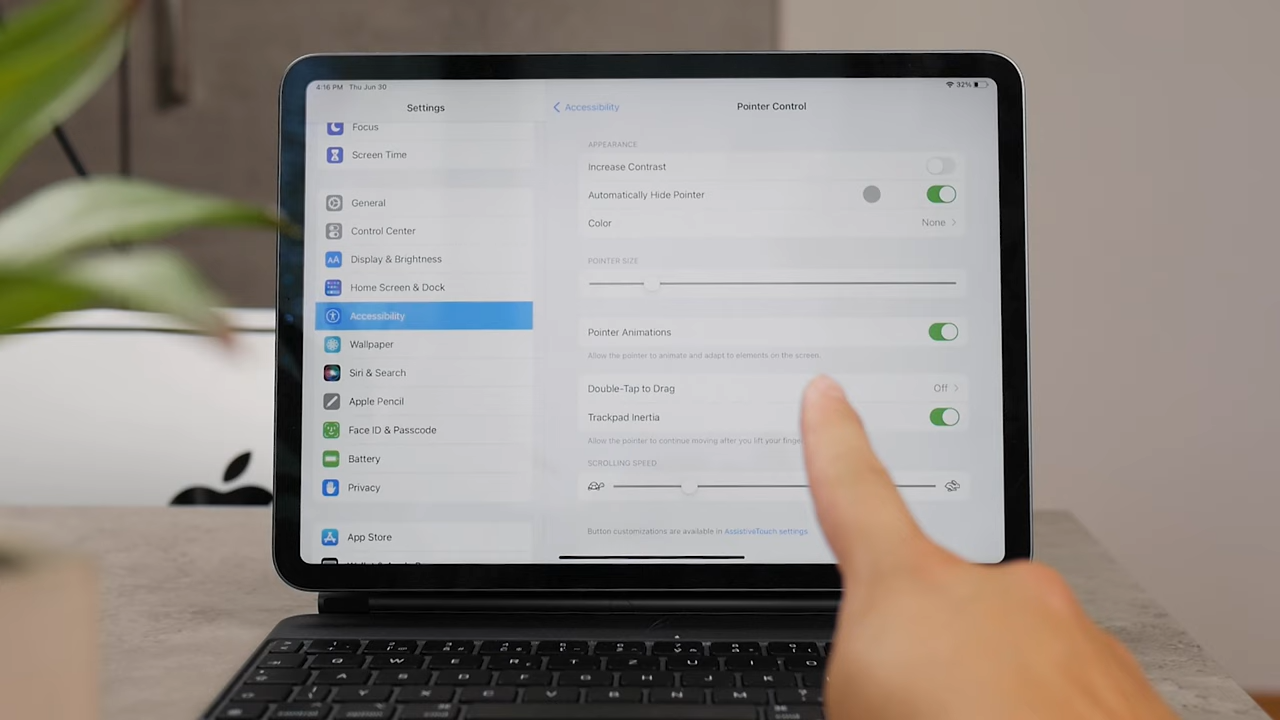 4:16 PM Thu Jun 30
32%
Settings
Accessibility
Pointer Control
Focus
Screen Time
General
Control Center
Display & Brightness
Home Screen & Dock
Accessibility
Wallpaper
Siri & Search
Apple Pencil
Face ID & Passcode
Battery
Privacy
App Store
APPEARANCE
Increase Contrast
Automatically Hide Pointer
Color
None
POINTER SIZE
Pointer Animations
Allow the pointer to animate and adapt to elements on the screen.
Double-Tap to Drag
Off
Trackpad Inertia
Allow the pointer to continue moving after you lift your
SCROLLING SPEED
Button customizations are available in AssistiveTouch settings
Q W E R T Z U I O
A S D F G H J K
Y X C V B N M